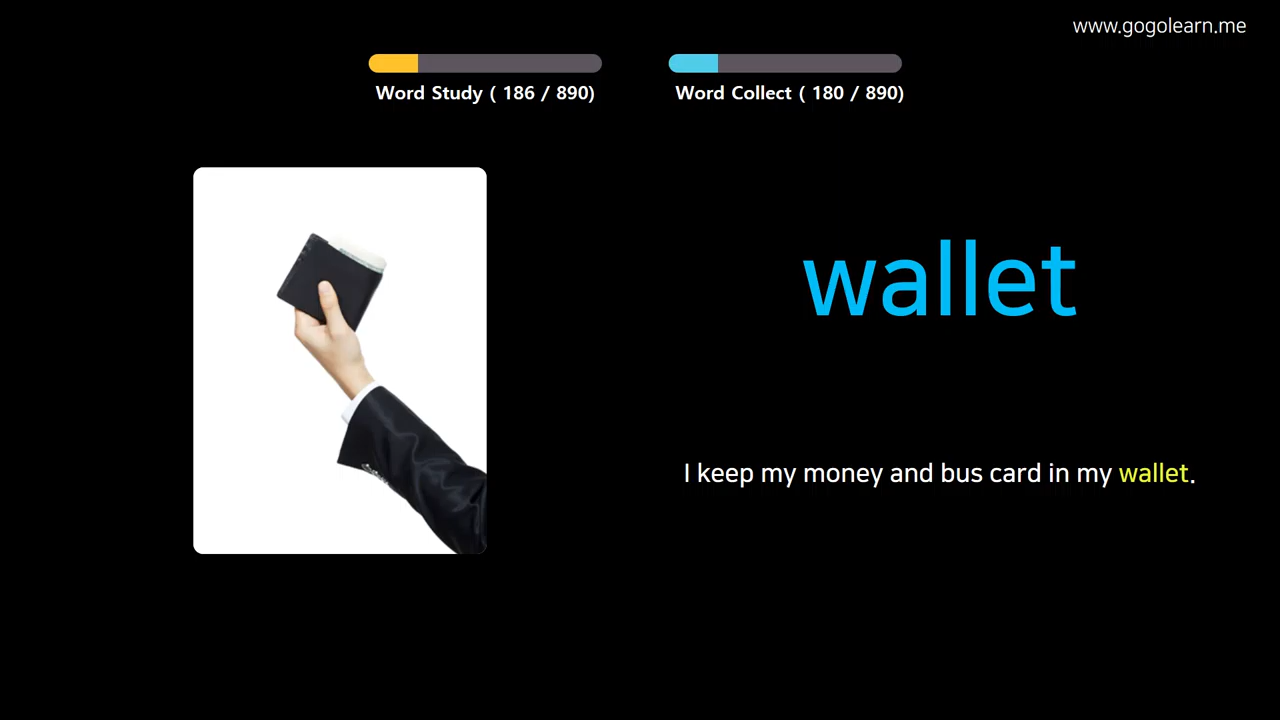 www.gogolearn.me
Word Study ( 186 / 890)
Word Collect ( 180 / 890)
wallet
I keep my money and bus card in my wallet.